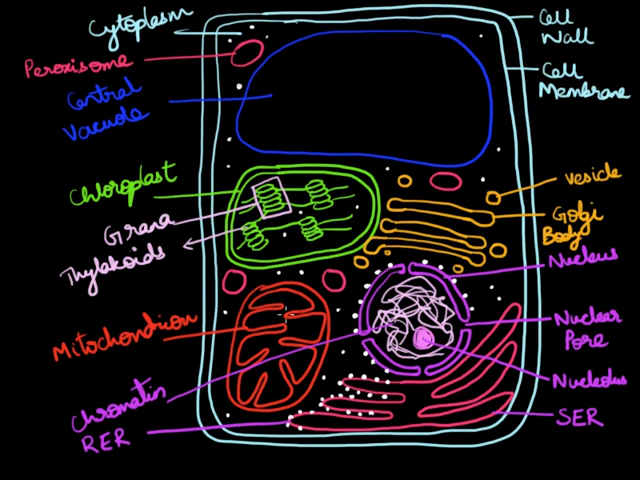 Cytoplasm
Peroxisome
Central
Vacuole
Chloroplast
Grana
Thylakoids
Mitochondrion
Chromatin
RER
Cell
Wall
Cell
Membrane
Vesicle
Golgi
Body
Nucleus
Nuclear
Pore
Nucleolus
SER